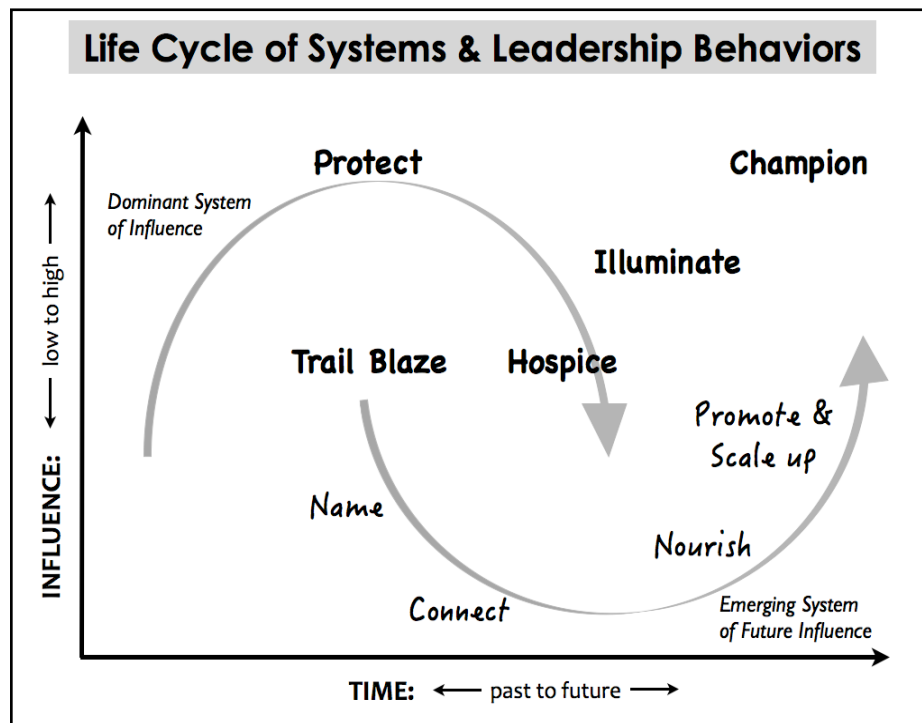 Life Cycle of Systems & Leadership Behaviors
Protect
Champion
Dominant System
of Influence
Illuminate
Trail Blaze
Hospice
Promote &
Scale up
Name
Nourish
Connect
Emerging System
of Future Influence
INFLUENCE: ← low to high →
TIME: ← past to future →